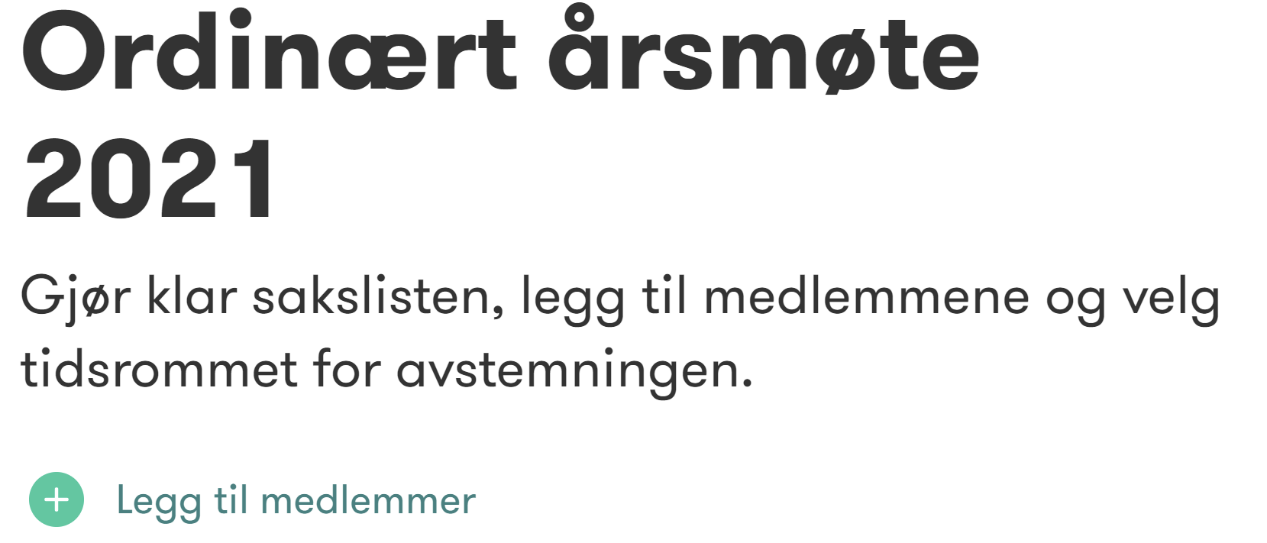 Ordinært årsmøte
2021
Gjør klar sakslisten, legg til medlemmene og velg
tidsrommet for avstemningen.
+ Legg til medlemmer